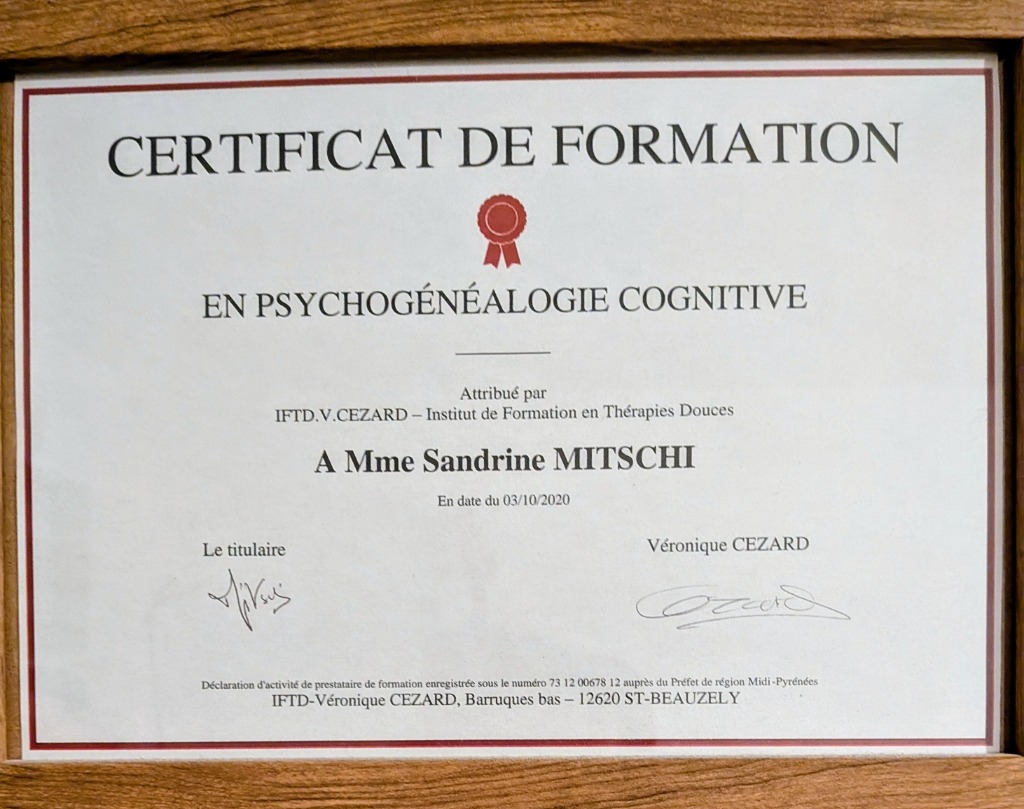 CERTIFICAT DE FORMATION
EN PSYCHOGÉNÉALOGIE COGNITIVE
Attribué par
IFTD.V.CEZARD – Institut de Formation en Thérapies Douces
A Mme Sandrine MITSCHI
En date du 03/10/2020
Le titulaire
Véronique CEZARD
Mitschi
Cezard
Déclaration d'activité de prestataire de formation enregistrée sous le numéro 73 12 00678 12 auprès du Préfet de région Midi-Pyrénées
IFTD-Véronique CEZARD, Barruques bas – 12620 ST-BEAUZELY